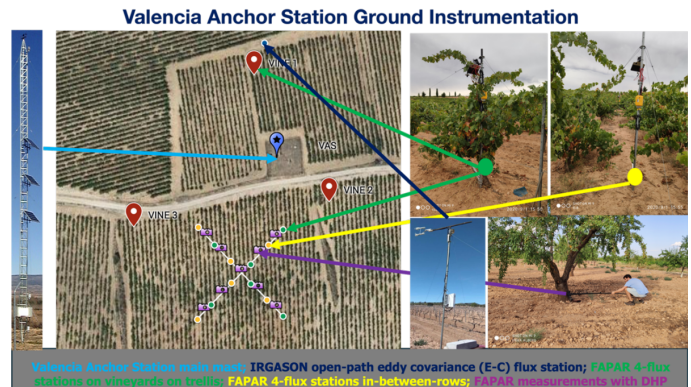 Valencia Anchor Station Ground Instrumentation
VINE 1
VAS
VINE 2
VINE 3
Valencia Anchor Station main mast; IRGASON open-path eddy covariance (E-C) flux station; FAPAR 4-flux
stations on vineyards on trellis; FAPAR 4-flux stations in-between-rows; FAPAR measurements with DHP